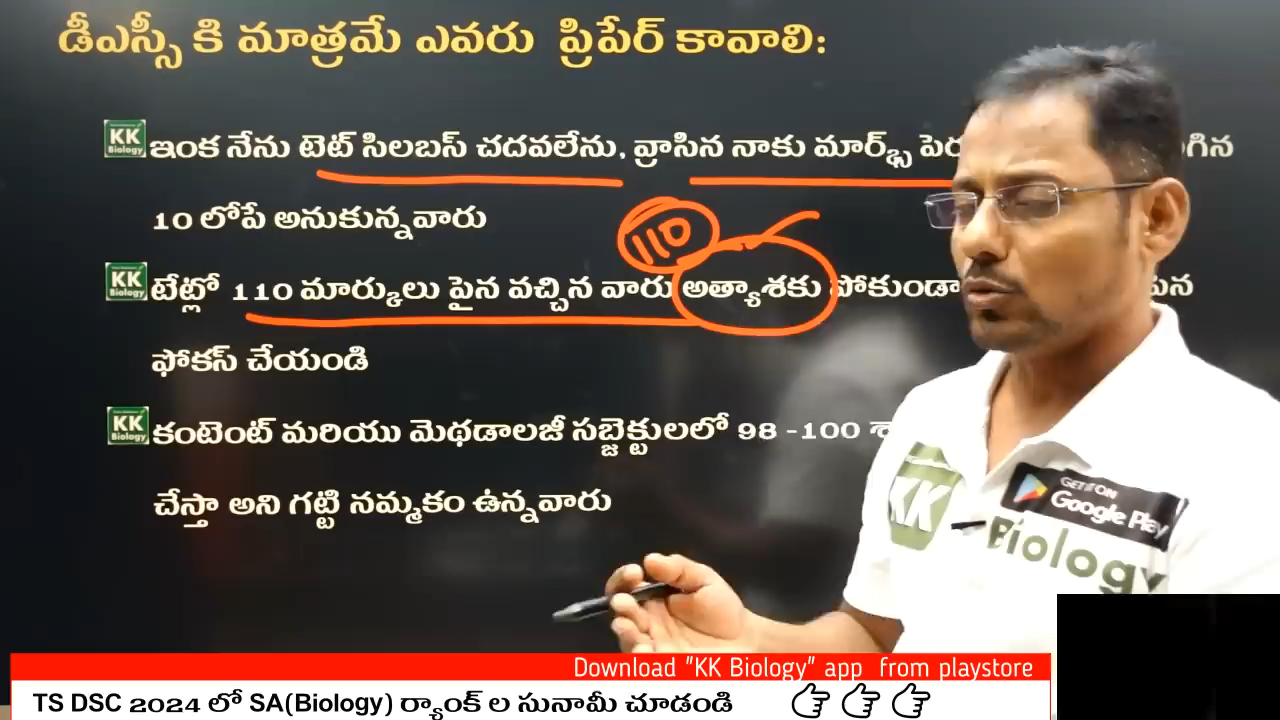 డీఎస్సీ కి మాత్రమే ఎవరు ప్రిపేర్ కావాలి:
KK Biology ఇంక నేను టెట్ సిలబస్ చదవలేను, వ్రాసిన నాకు మార్క్స్
10 లోపే అనుకున్నవారు
110
KK Biology టేట్లో 110 మార్కులు పైన వచ్చిన వారు అత్యాశకు పోకుండా
ఫోకస్ చేయండి
KK Biology కంటెంట్ మరియు మెథడాలజీ సబ్జెక్టులలో 98 -100
చేస్తా అని గట్టి నమ్మకం ఉన్నవారు
GET IT ON
Google Play
KK
Biology
Download "KK Biology" app from playstore
TS DSC 2024 లో SA(Biology) ర్యాంక్ ల సునామీ చూడండి